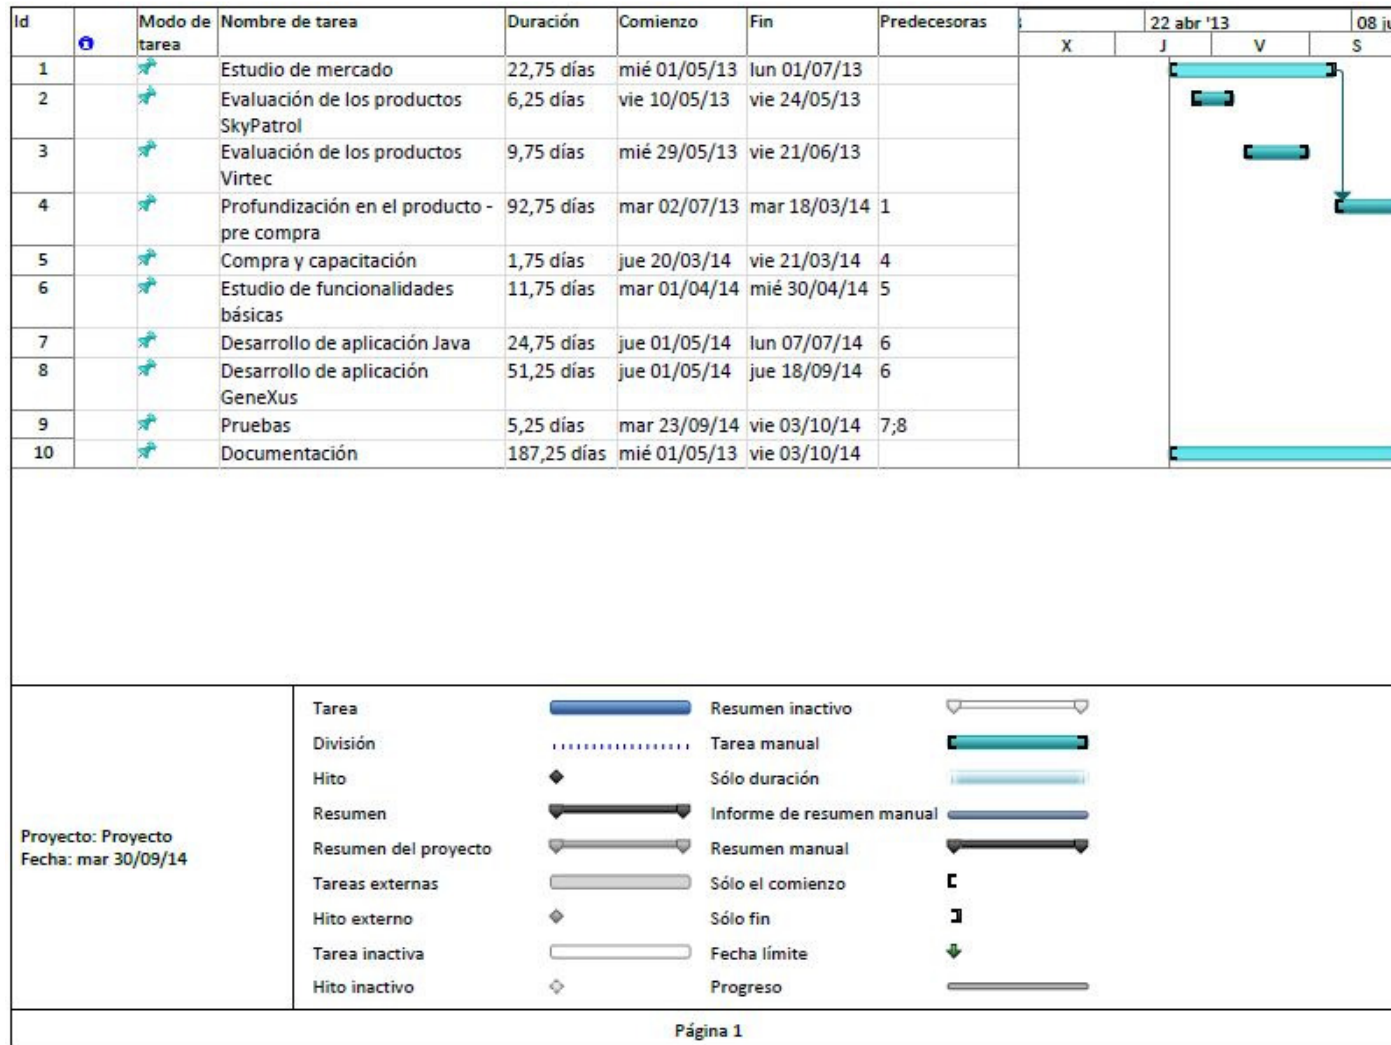 Id Modo de tarea Nombre de tarea Duración Comienzo Fin Predecesoras
22 abr '13 08 ju
X J V S
1 Estudio de mercado 22,75 días mié 01/05/13 lun 01/07/13
2 Evaluación de los productos SkyPatrol 6,25 días vie 10/05/13 vie 24/05/13
3 Evaluación de los productos Virtec 9,75 días mié 29/05/13 vie 21/06/13
4 Profundización en el producto - pre compra 92,75 días mar 02/07/13 mar 18/03/14 1
5 Compra y capacitación 1,75 días jue 20/03/14 vie 21/03/14 4
6 Estudio de funcionalidades básicas 11,75 días mar 01/04/14 mié 30/04/14 5
7 Desarrollo de aplicación Java 24,75 días jue 01/05/14 lun 07/07/14 6
8 Desarrollo de aplicación GeneXus 51,25 días jue 01/05/14 jue 18/09/14 6
9 Pruebas 5,25 días mar 23/09/14 vie 03/10/14 7;8
10 Documentación 187,25 días mié 01/05/13 vie 03/10/14
Proyecto: Proyecto
Fecha: mar 30/09/14
Tarea
División
Hito
Resumen
Resumen del proyecto
Tareas externas
Hito externo
Tarea inactiva
Hito inactivo
Resumen inactivo
Tarea manual
Sólo duración
Informe de resumen manual
Resumen manual
Sólo el comienzo
Sólo fin
Fecha límite
Progreso
Página 1